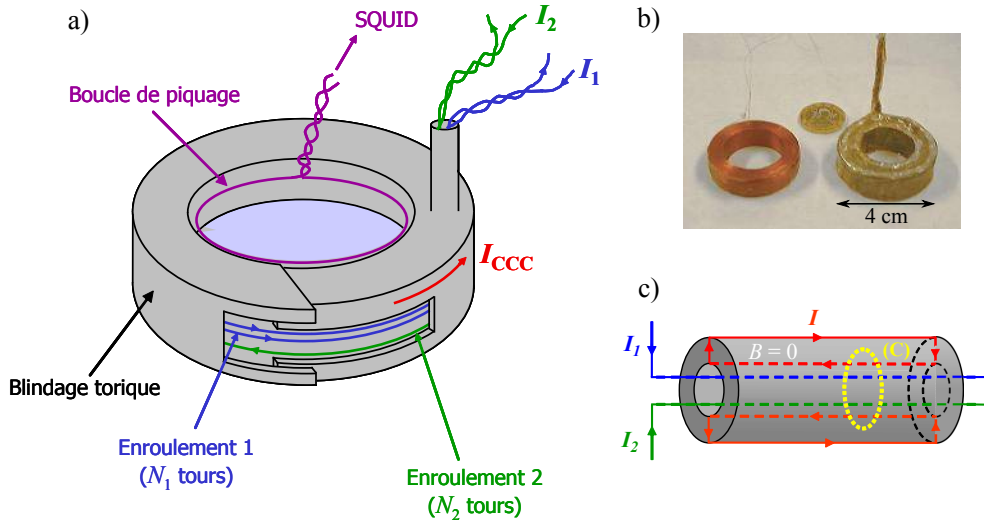 a)
SQUID
I2
I1
Boucle de piquage
ICCC
Blindage torique
Enroulement 1
(N1 tours)
Enroulement 2
(N2 tours)
b)
4 cm
c)
I1
I
B = 0
(C)
I2